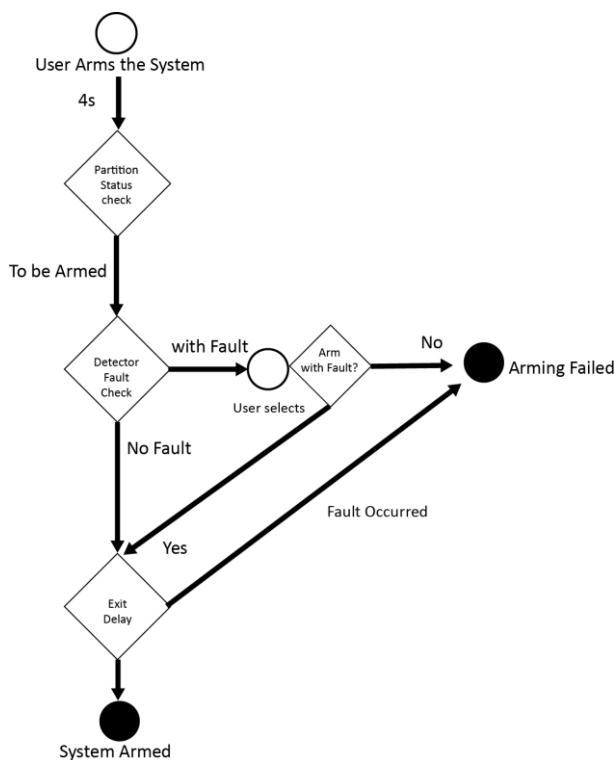 User Arms the System
4s
Partition
Status
check
To be Armed
with Fault
Detector
Fault
Check
User selects
Arm
with Fault?
No
Arming Failed
No Fault
Fault Occurred
Yes
Exit
Delay
System Armed